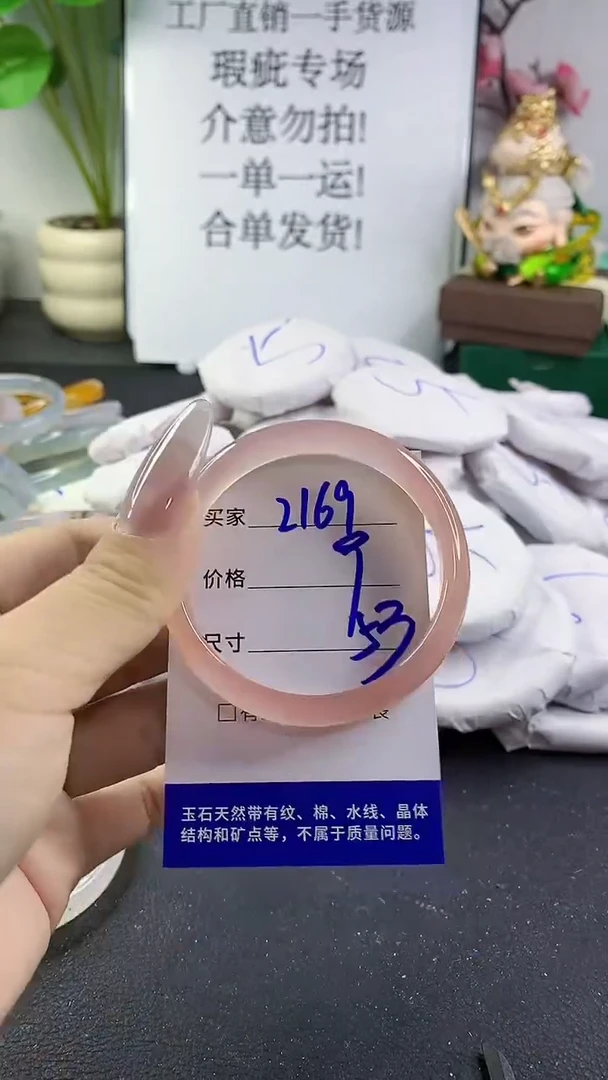 工厂直销一手货源
瑕疵专场
介意勿拍!
一单一运!
合单发货!
买家 2169
价格
尺寸 53
玉石天然带有纹、棉、水线、晶体
结构和矿点等，不属于质量问题。